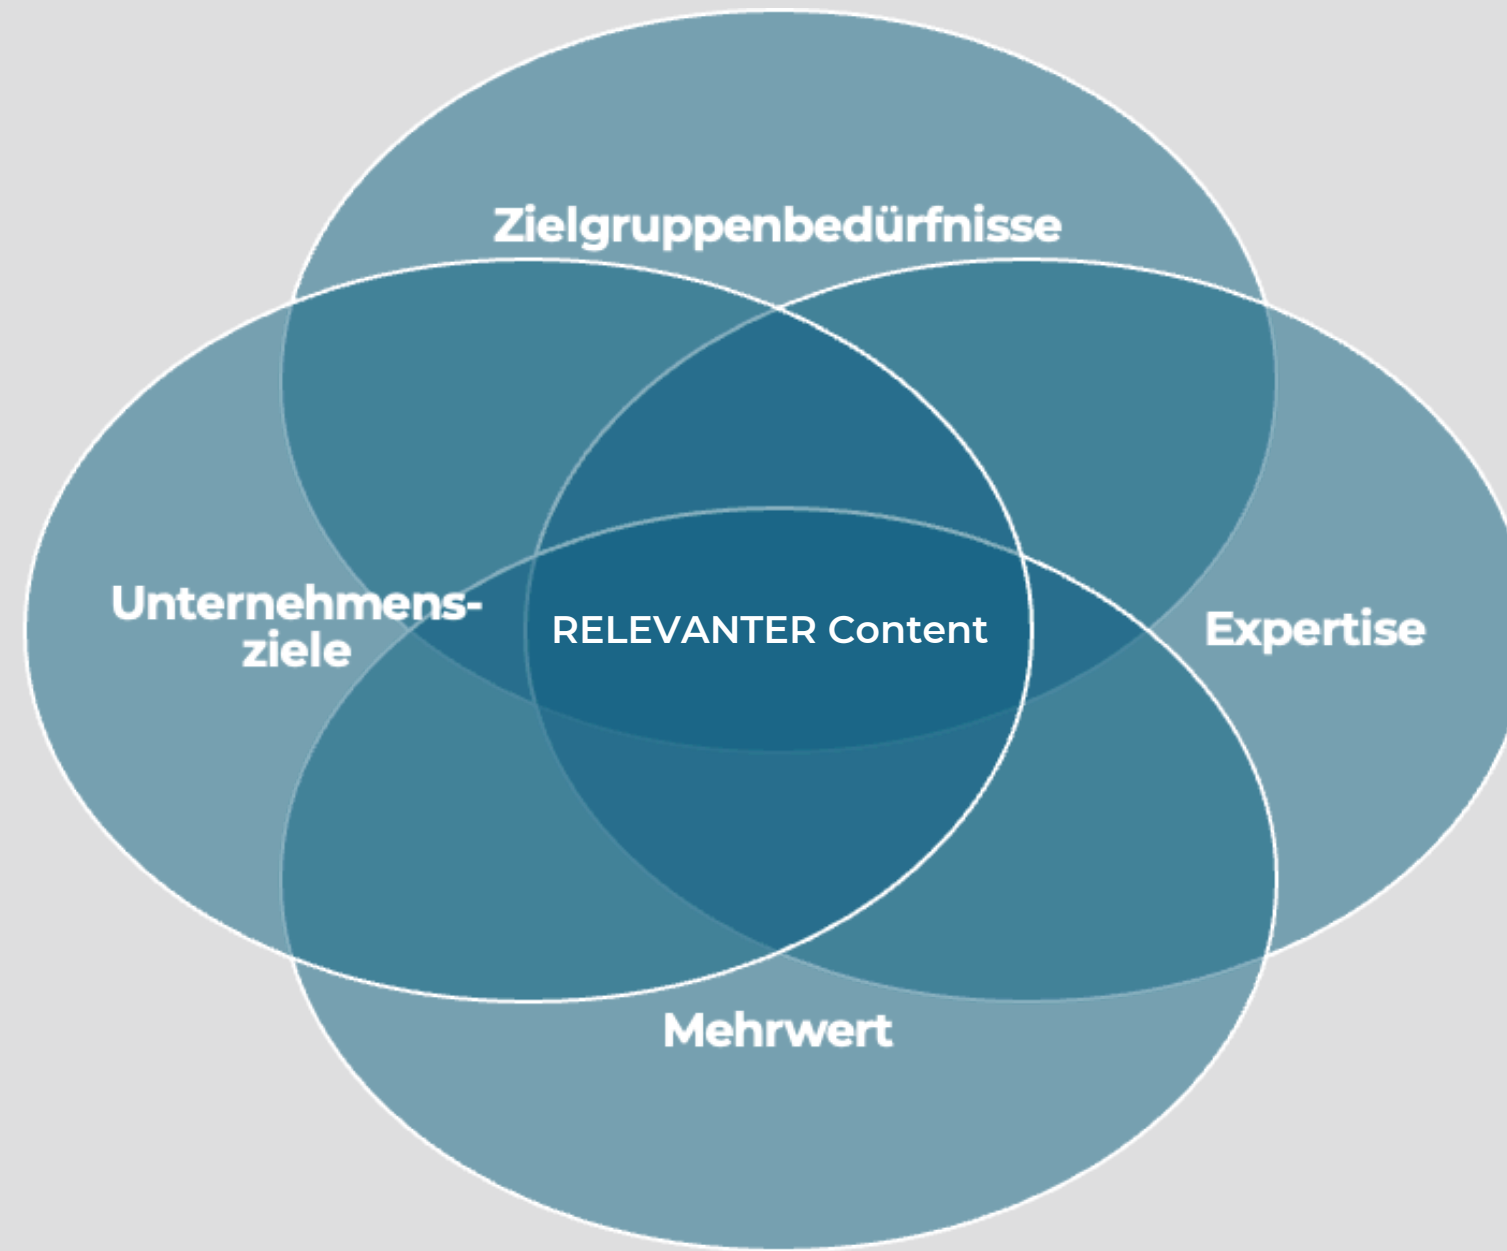 Zielgruppenbedürfnisse
Unternehmens-
ziele
RELEVANTER Content
Expertise
Mehrwert